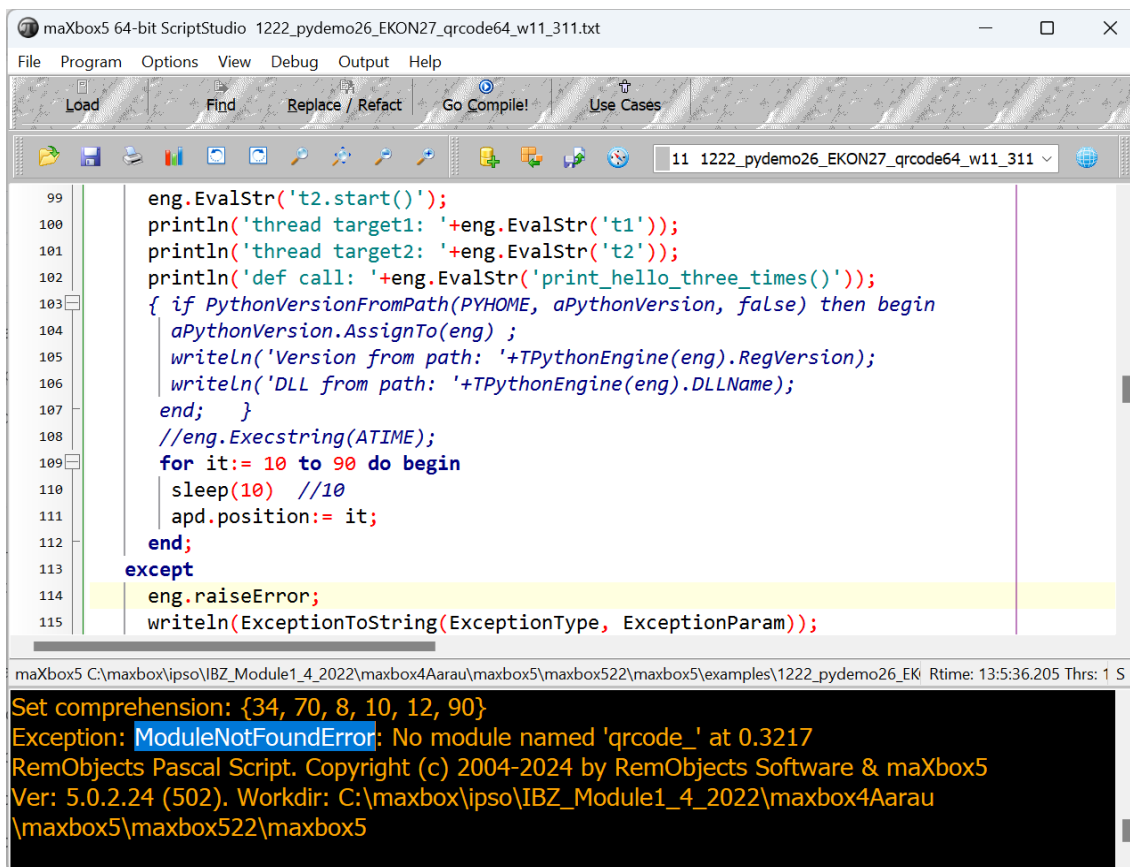 maXbox5 64-bit ScriptStudio 1222_pydemo26_EKON27_qrcode64_w11_311.txt
File Program Options View Debug Output Help
Load Find Replace / Refact Go Compile! Use Cases
11 1222_pydemo26_EKON27_qrcode64_w11_311
99 eng.EvalStr('t2.start()');
100 println('thread target1: '+eng.EvalStr('t1'));
101 println('thread target2: '+eng.EvalStr('t2'));
102 println('def call: '+eng.EvalStr('print_hello_three_times()'));
103 { if PythonVersionFromPath(PYHOME, aPythonVersion, false) then begin
104 aPythonVersion.AssignTo(eng) ;
105 writeln('Version from path: '+TPythonEngine(eng).RegVersion);
106 writeln('DLL from path: '+TPythonEngine(eng).DLLName);
107 end; }
108 //eng.Execstring(ATIME);
109 for it:= 10 to 90 do begin
110 sleep(10) //10
111 apd.position:= it;
112 end;
113 except
114 eng.raiseError;
115 writeln(ExceptionToString(ExceptionType, ExceptionParam));
maXbox5 C:\maxbox\ipso\IBZ_Module1_4_2022\maxbox4Aarau\maxbox5\maxbox522\maxbox5\examples\1222_pydemo26_EK Rtime: 13:5:36.205 Thrs: 1 S
Set comprehension: {34, 70, 8, 10, 12, 90}
Exception: ModuleNotFoundError: No module named 'qrcode_' at 0.3217
RemObjects Pascal Script. Copyright (c) 2004-2024 by RemObjects Software & maXbox5
Ver: 5.0.2.24 (502). Workdir: C:\maxbox\ipso\IBZ_Module1_4_2022\maxbox4Aarau
\maxbox5\maxbox522\maxbox5